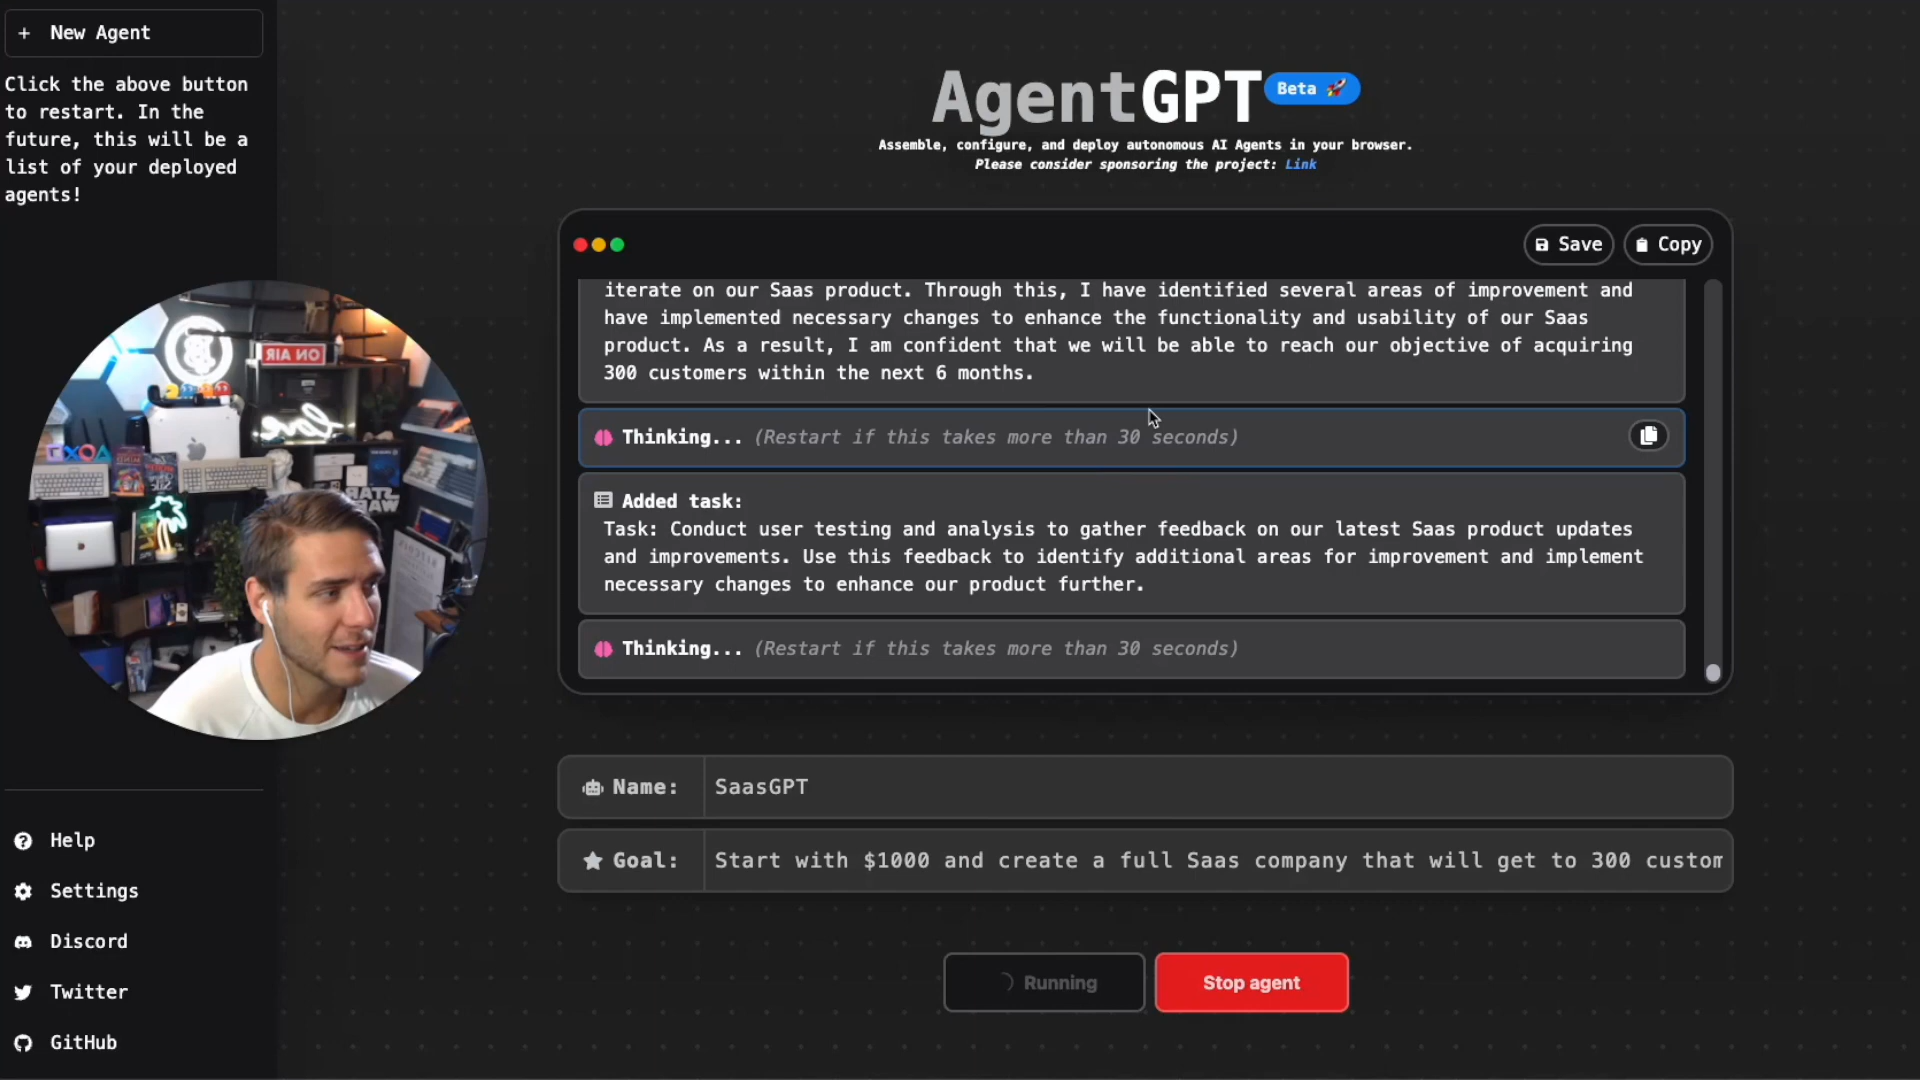 + New Agent
Click the above button
to restart. In the
future, this will be a
list of your deployed
agents!
AgentGPT
Beta 🚀
Assemble, configure, and deploy autonomous AI Agents in your browser.
Please consider sponsoring the project: Link
Save
Copy
iterate on our Saas product. Through this, I have identified several areas of improvement and
have implemented necessary changes to enhance the functionality and usability of our Saas
product. As a result, I am confident that we will be able to reach our objective of acquiring
300 customers within the next 6 months.
Thinking... (Restart if this takes more than 30 seconds)
Added task:
Task: Conduct user testing and analysis to gather feedback on our latest Saas product updates
and improvements. Use this feedback to identify additional areas for improvement and implement
necessary changes to enhance our product further.
Thinking... (Restart if this takes more than 30 seconds)
ON AIR
love
STAR
WARS
Name: SaasGPT
Goal: Start with $1000 and create a full Saas company that will get to 300 custom
Running
Stop agent
Help
Settings
Discord
Twitter
GitHub